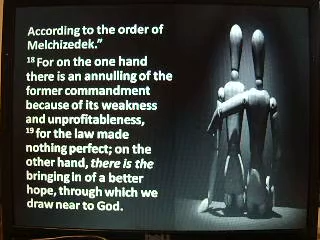 According to the order of
Melchizedek."
18 For on the one hand
there is an annulling of the
former commandment
because of its weakness
and unprofitableness,
19 for the law made
nothing perfect; on the
other hand, there is the
bringing in of a better
hope, through which we
draw near to God.
DELL